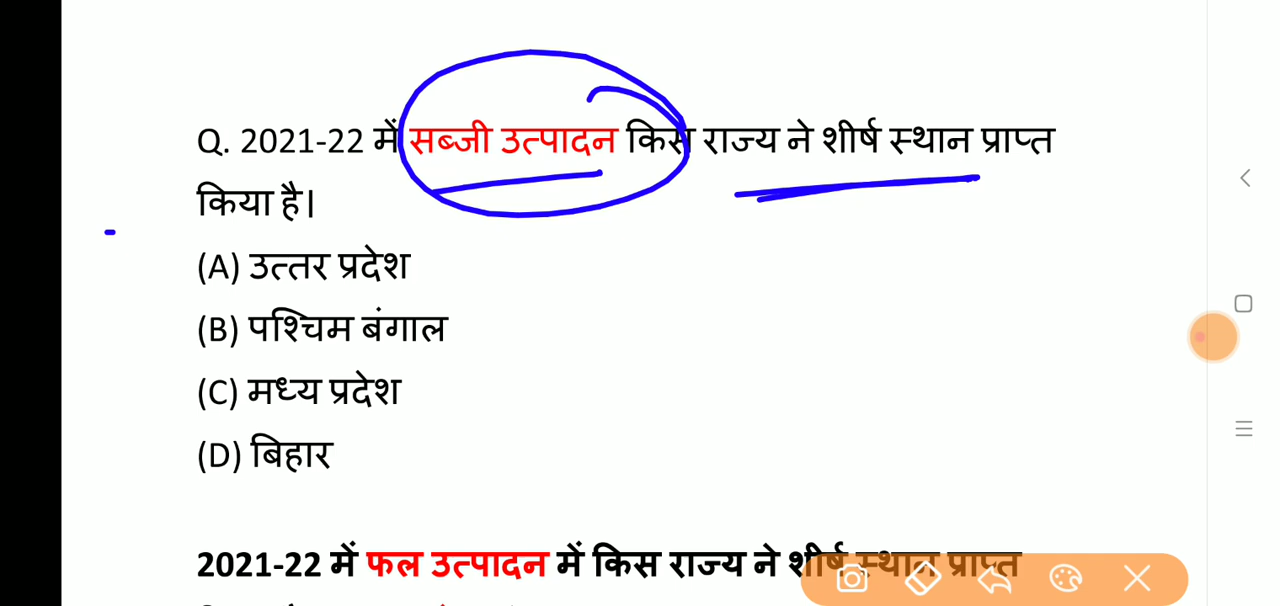 Q. 2021-22 में सब्जी उत्पादन किस राज्य ने शीर्ष स्थान प्राप्त
किया है।
(A) उत्तर प्रदेश
(B) पश्चिम बंगाल
(C) मध्य प्रदेश
(D) बिहार
2021-22 में फल उत्पादन में किस राज्य ने शीर्ष स्थान प्राप्त